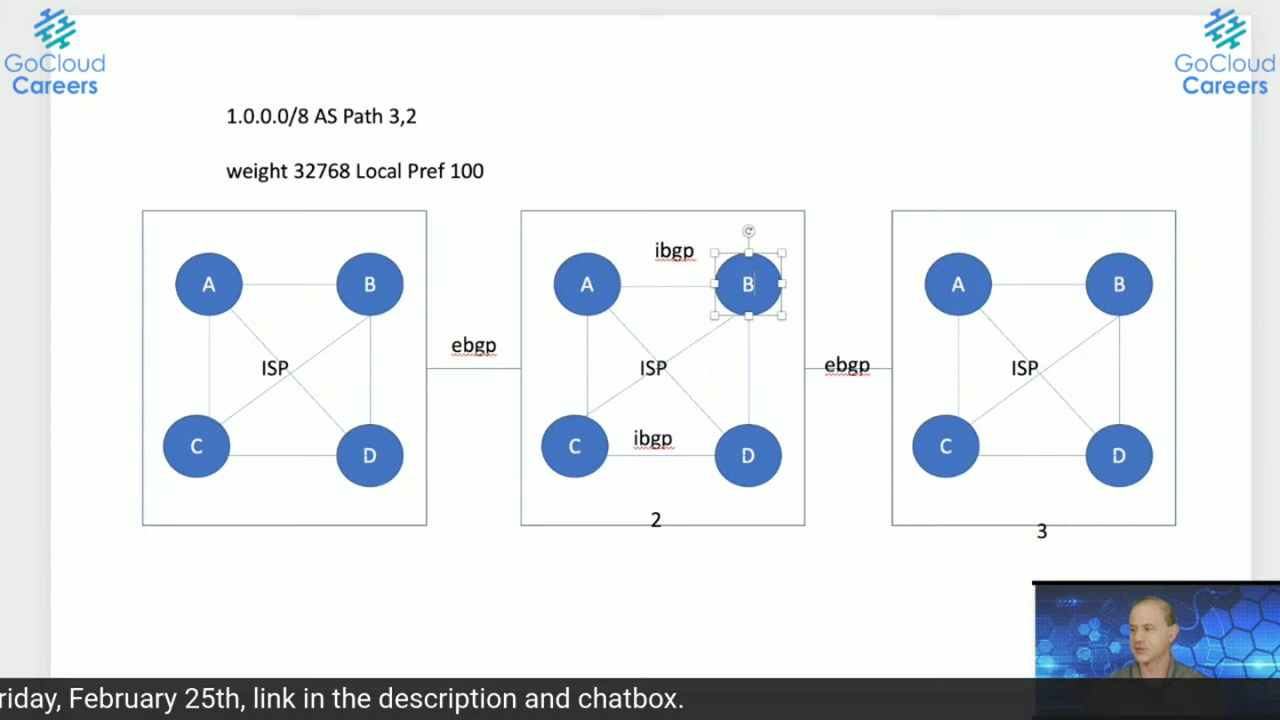 GoCloud
Careers
GoCloud
Careers
1.0.0.0/8 AS Path 3,2
weight 32768 Local Pref 100
ibgp
A
B
A
B
A
B
ebgp
ebgp
ISP
ISP
ISP
ibgp
C
D
C
D
C
D
2
3
riday, February 25th, link in the description and chatbox.